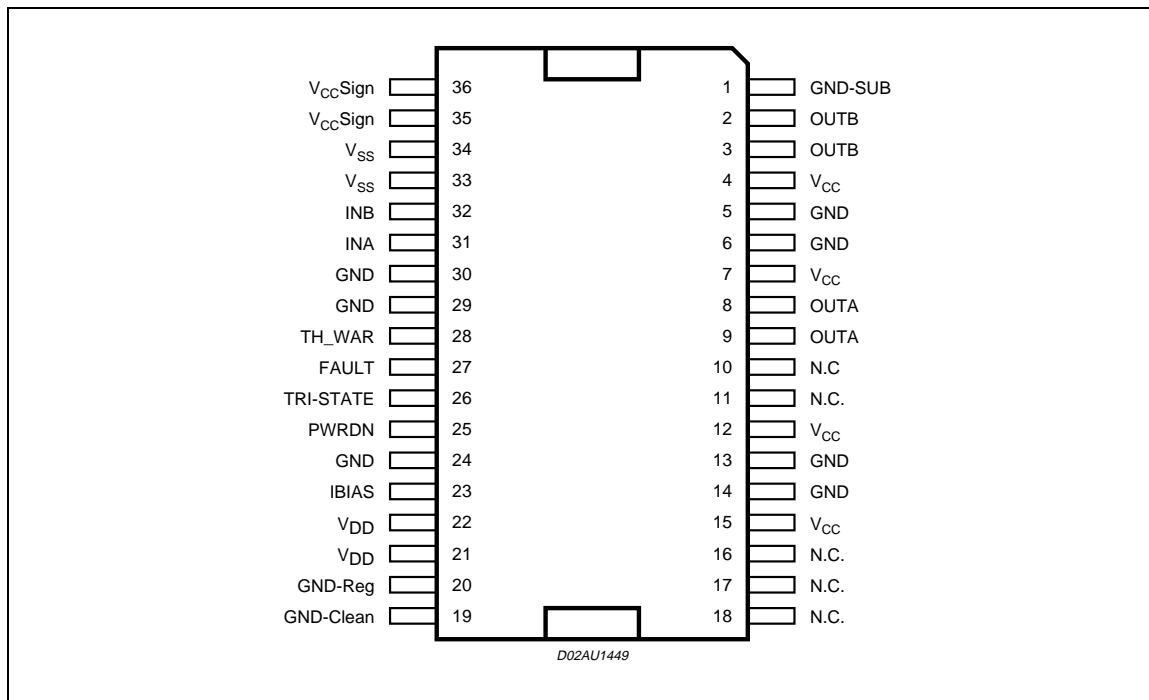 VCCSign 36 1 GND-SUB
VCCSign 35 2 OUTB
VSS 34 3 OUTB
VSS 33 4 VCC
INB 32 5 GND
INA 31 6 GND
GND 30 7 VCC
GND 29 8 OUTA
TH_WAR 28 9 OUTA
FAULT 27 10 N.C
TRI-STATE 26 11 N.C.
PWRDN 25 12 VCC
GND 24 13 GND
IBIAS 23 14 GND
VDD 22 15 VCC
VDD 21 16 N.C.
GND-Reg 20 17 N.C.
GND-Clean 19 18 N.C.
D02AU1449